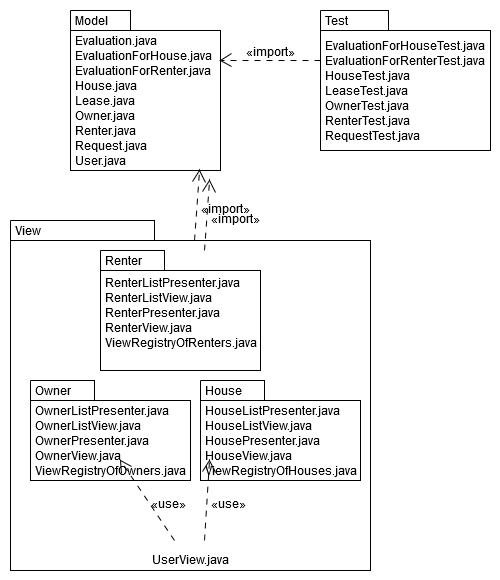 Model
Evaluation.java
EvaluationForHouse.java
EvaluationForRenter.java
House.java
Lease.java
Owner.java
Renter.java
Request.java
User.java
«import»
Test
EvaluationForHouseTest.java
EvaluationForRenterTest.java
HouseTest.java
LeaseTest.java
OwnerTest.java
RenterTest.java
RequestTest.java
«import»
«import»
View
Renter
RenterListPresenter.java
RenterListView.java
RenterPresenter.java
RenterView.java
ViewRegistryOfRenters.java
Owner
OwnerListPresenter.java
OwnerListView.java
OwnerPresenter.java
OwnerView.java
ViewRegistryOfOwners.java
House
HouseListPresenter.java
HouseListView.java
HousePresenter.java
HouseView.java
ViewRegistryOfHouses.java
«use»
«use»
UserView.java